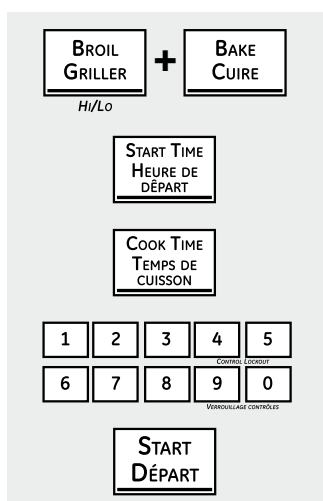 BROIL
GRILLER
+
BAKE
CUIRE
HI/LO
START TIME
HEURE DE
DÊPART
COOK TIME
TEMPS DE
CUISSON
1 2 3 4 5
CONTROL LOCKOUT
6 7 8 9 0
VERROUILLAGE CONTRÔLES
START
DÉPART